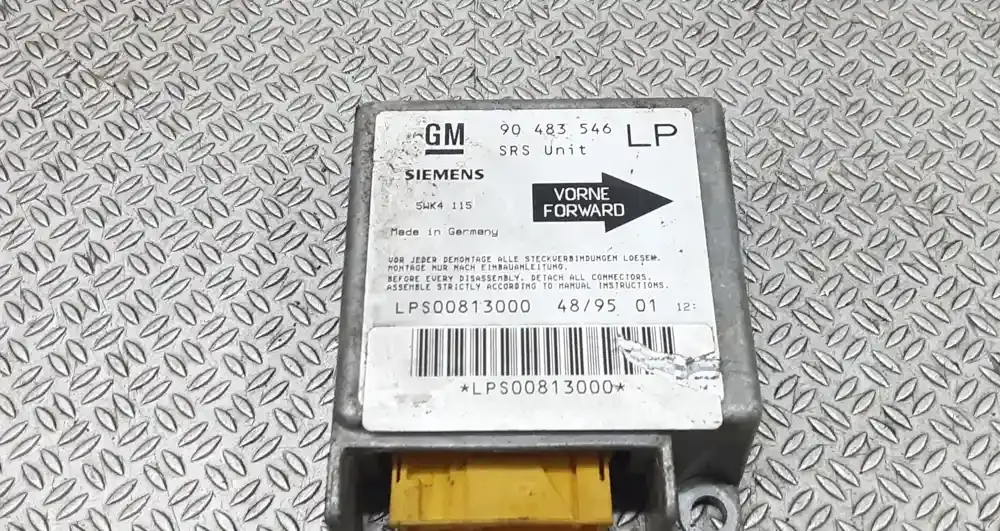 GM 90 483 546 LP
SRS Unit
SIEMENS
5WK4 115
VORNE
FORWARD
Made in Germany
VOR JEDER DEMONTAGE ALLE STECKVERBINDUNGEN LOESEN.
MONTAGE NUR NACH EINBAUANLEITUNG.
BEFORE EVERY DISASSEMBLY, DETACH ALL CONNECTORS.
ASSEMBLE STRICTLY ACCORDING TO MANUAL INSTRUCTIONS.
LPS00813000 48/95 01 12:
*LPS00813000*